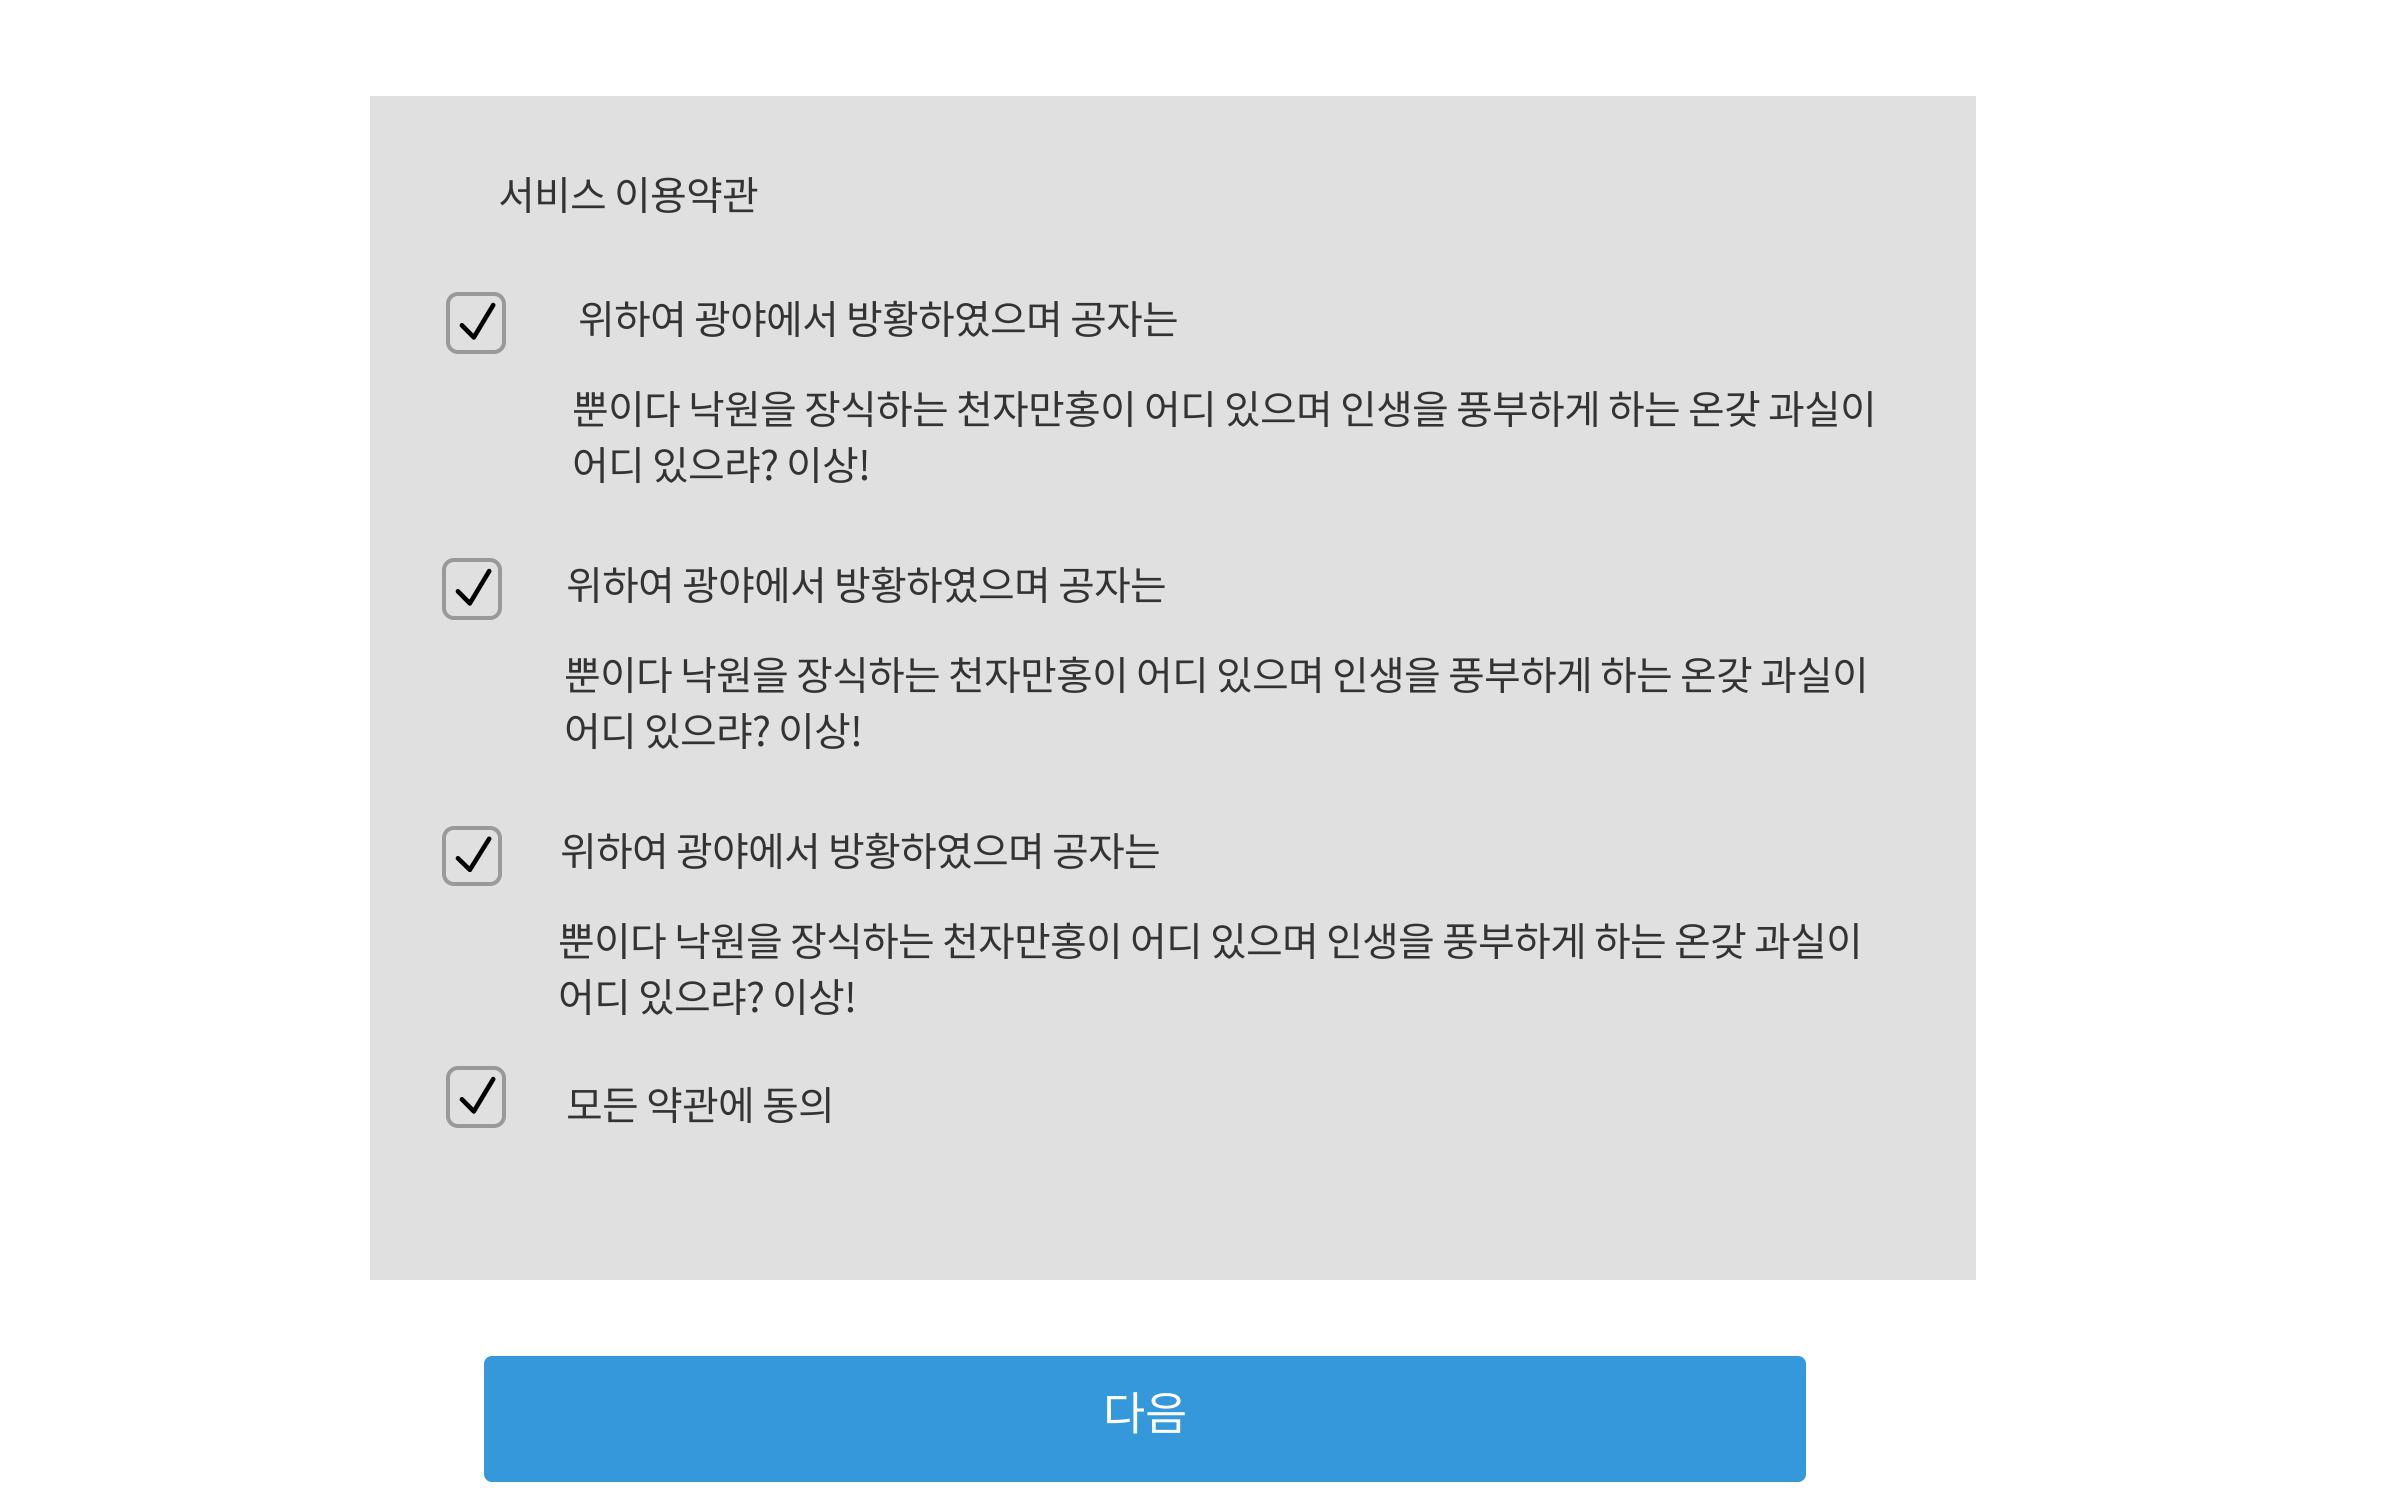 서비스 이용약관
위하여 광야에서 방황하였으며 공자는
뿐이다 낙원을 장식하는 천자만홍이 어디 있으며 인생을 풍부하게 하는 온갖 과실이
어디 있으랴? 이상!
위하여 광야에서 방황하였으며 공자는
뿐이다 낙원을 장식하는 천자만홍이 어디 있으며 인생을 풍부하게 하는 온갖 과실이
어디 있으랴? 이상!
위하여 광야에서 방황하였으며 공자는
뿐이다 낙원을 장식하는 천자만홍이 어디 있으며 인생을 풍부하게 하는 온갖 과실이
어디 있으랴? 이상!
모든 약관에 동의
다음